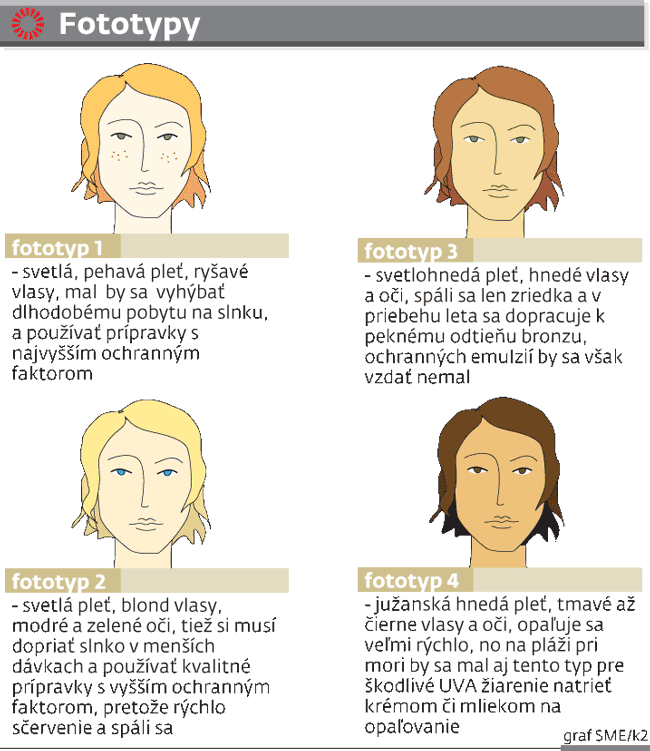 Fototypy
fototyp 1
- svetlá, pehavá pleť, ryšavé
vlasy, mal by sa vyhýbať
dlhodobému pobytu na slnku,
a používať prípravky s
najvyšším ochranným
faktorom
fototyp 2
- svetlá pleť, blond vlasy,
modré a zelené oči, tiež si musí
dopriať slnko v menších
dávkach a používať kvalitné
prípravky s vyšším ochranným
faktorom, pretože rýchlo
sčervenie a spáli sa
fototyp 3
- svetlohnedá pleť, hnedé vlasy
a oči, spáli sa len zriedka a v
priebehu leta sa dopracuje k
peknému odtieňu bronzu,
ochranných emulzií by sa však
vzdať nemal
fototyp 4
- južanská hnedá pleť, tmavé až
čierne vlasy a oči, opaľuje sa
veľmi rýchlo, no na pláži pri
mori by sa mal aj tento typ pre
škodlivé UVA žiarenie natrieť
krémom či mliekom na
opaľovanie
graf SME/k2